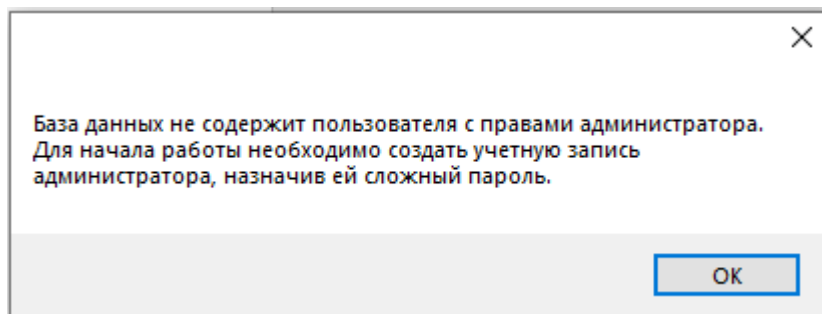 База данных не содержит пользователя с правами администратора.
Для начала работы необходимо создать учетную запись
администратора, назначив ей сложный пароль.
OK